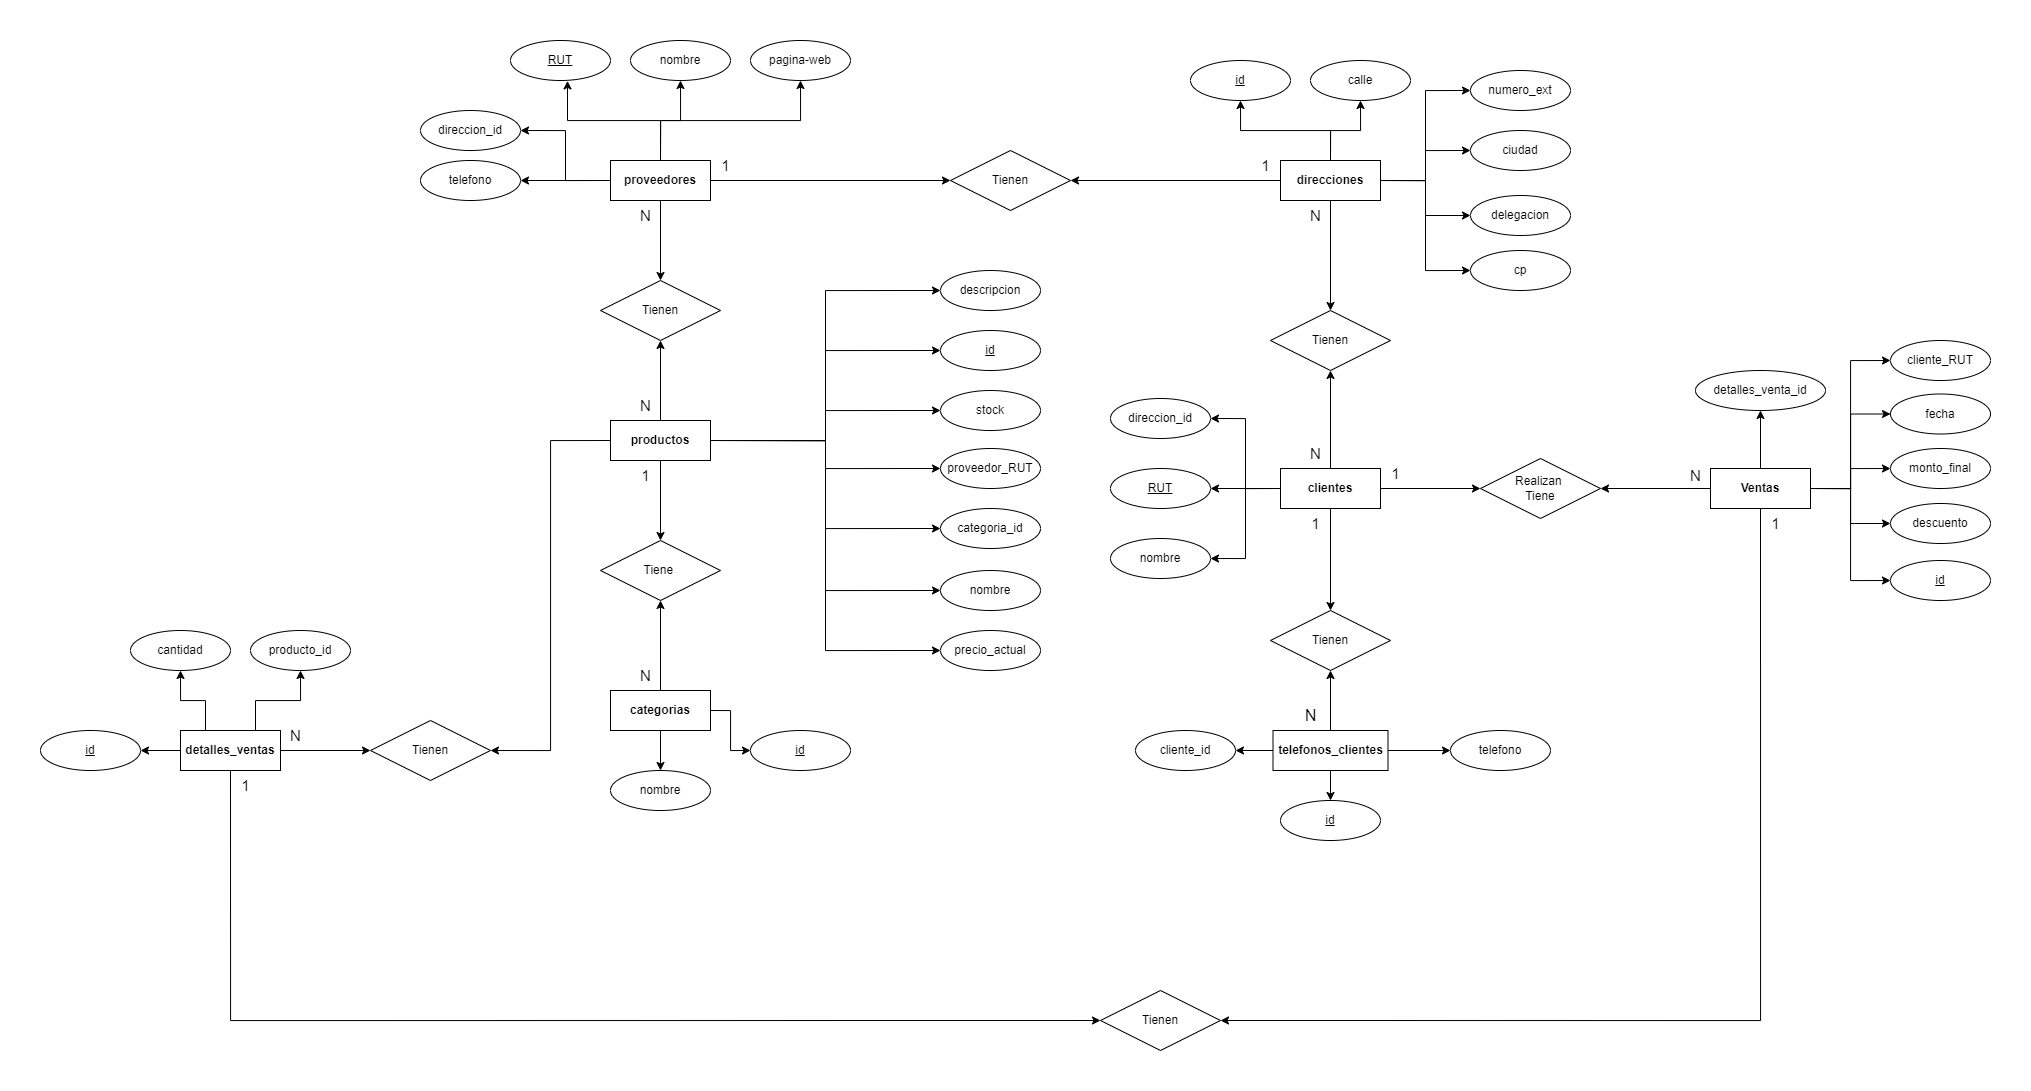 RUT
nombre
pagina-web
id
calle
numero_ext
direccion_id
ciudad
telefono
proveedores
1
Tienen
1
direcciones
N
N
delegacion
cp
Tienen
descripcion
Tienen
id
cliente_RUT
detalles_venta_id
N
stock
fecha
productos
direccion_id
N
proveedor_RUT
monto_final
1
RUT
clientes
1
Realizan
Tiene
N
Ventas
categoria_id
1
1
descuento
nombre
Tiene
id
nombre
Tienen
cantidad
producto_id
precio_actual
N
categorias
N
id
detalles_ventas
N
Tienen
id
cliente_id
telefonos_clientes
telefono
1
nombre
id
Tienen